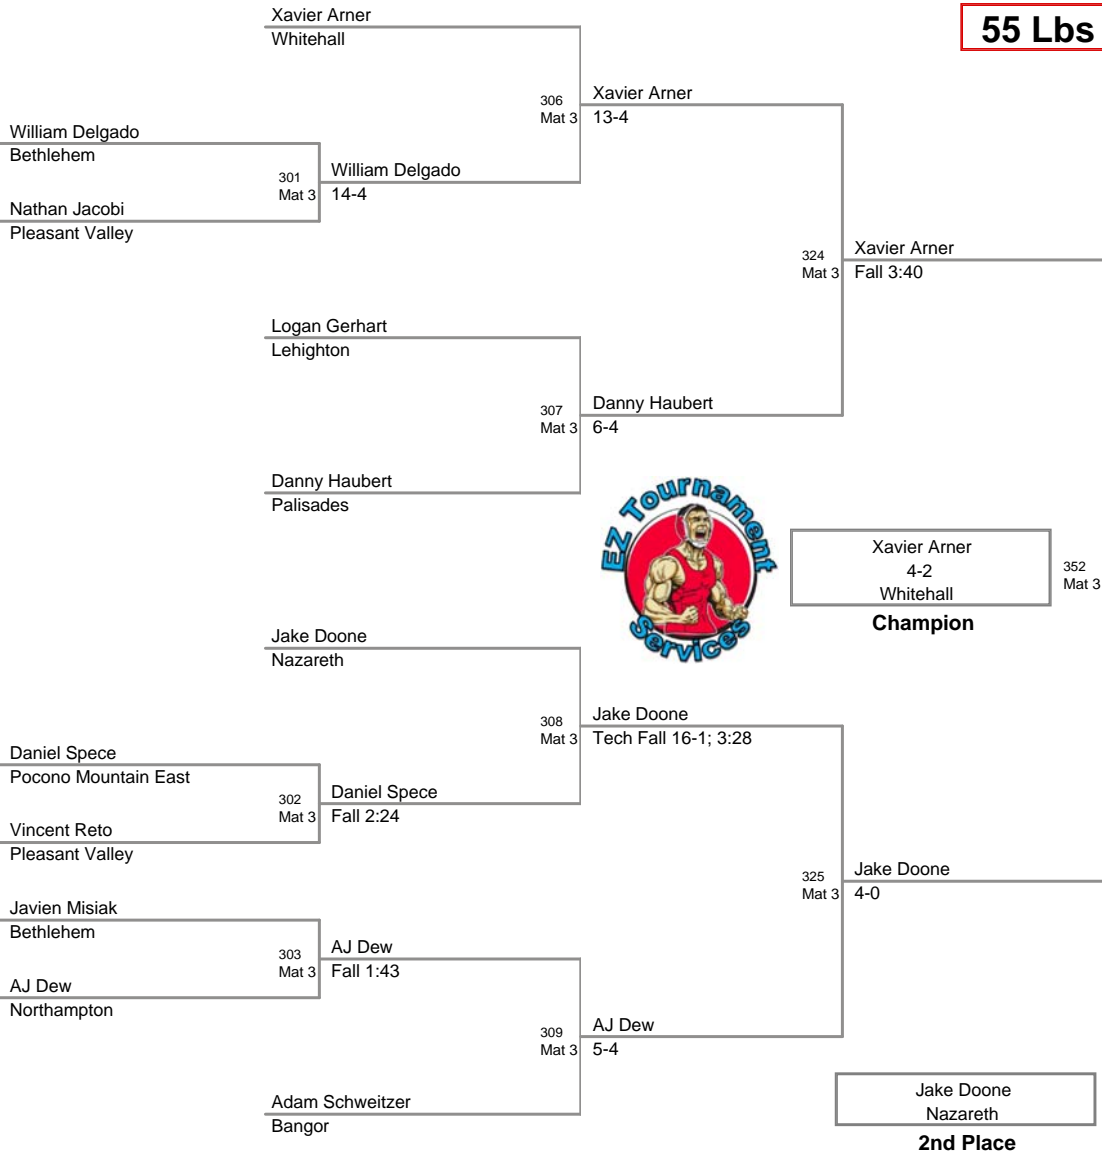 Xavier Arner
Whitehall
55 Lbs
306
Mat 3
Xavier Arner
13-4
William Delgado
Bethlehem
301
Mat 3
William Delgado
14-4
Nathan Jacobi
Pleasant Valley
324
Mat 3
Xavier Arner
Fall 3:40
Logan Gerhart
Lehighton
307
Mat 3
Danny Haubert
6-4
Danny Haubert
Palisades
EZ Tournament
Services
Xavier Arner
4-2
Whitehall
352
Mat 3
Champion
Jake Doone
Nazareth
308
Mat 3
Jake Doone
Tech Fall 16-1; 3:28
Daniel Spece
Pocono Mountain East
302
Mat 3
Daniel Spece
Fall 2:24
Vincent Reto
Pleasant Valley
325
Mat 3
Jake Doone
4-0
Javien Misiak
Bethlehem
303
Mat 3
AJ Dew
Fall 1:43
AJ Dew
Northampton
309
Mat 3
AJ Dew
5-4
Adam Schweitzer
Bangor
Jake Doone
Nazareth
2nd Place